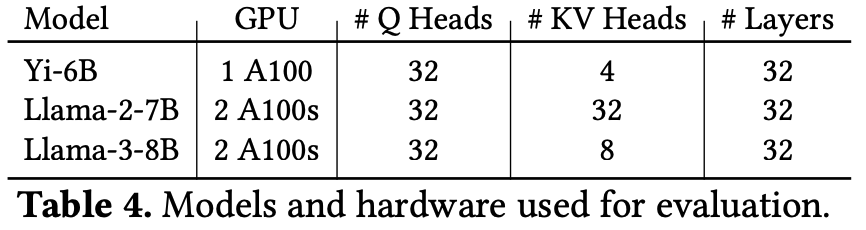 Model GPU # Q Heads # KV Heads # Layers
Yi-6B 1 A100 32 4 32
Llama-2-7B 2 A100s 32 32 32
Llama-3-8B 2 A100s 32 8 32
Table 4. Models and hardware used for evaluation.